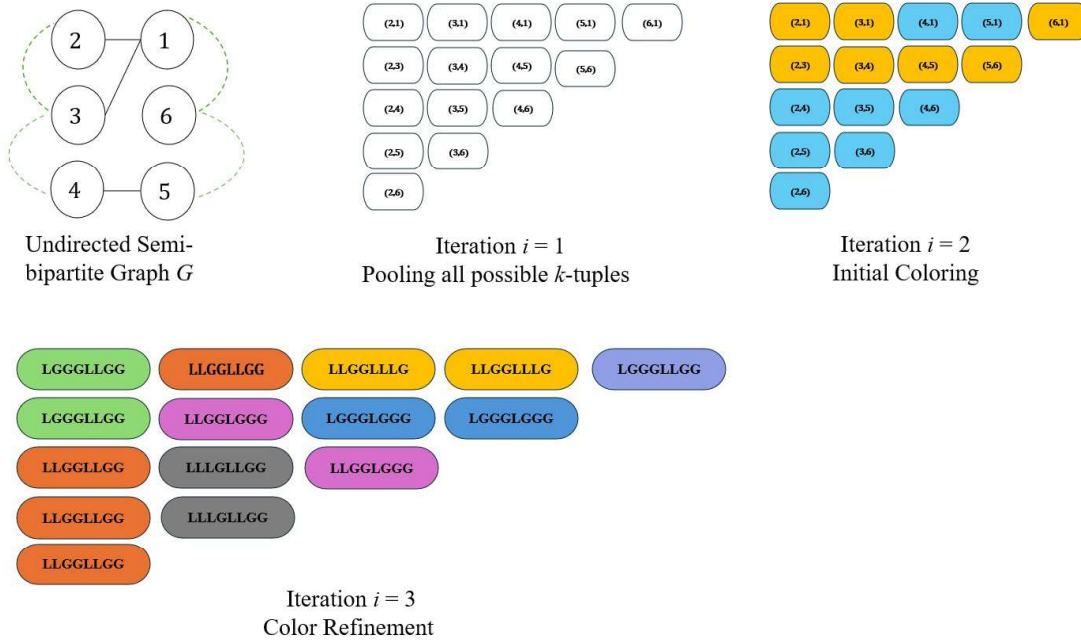 2 1
3 6
4 5
Undirected Semi-
bipartite Graph G
(2,1) (3,1) (4,1) (5,1) (6,1)
(2,3) (3,4) (4,5) (5,6)
(2,4) (3,5) (4,6)
(2,5) (3,6)
(2,6)
Iteration i = 1
Pooling all possible k-tuples
(2,1) (3,1) (4,1) (5,1) (6,1)
(2,3) (3,4) (4,5) (5,6)
(2,4) (3,5) (4,6)
(2,5) (3,6)
(2,6)
Iteration i = 2
Initial Coloring
LGGGLLGG LLGGLLGG LLGGLLLG LLGGLLLG LGGGLLGG
LGGGLLGG LLGGLGGG LGGGLGGG LGGGLGGG
LLGGLLGG LLLGLLGG LLGGLGGG
LLGGLLGG LLLGLLGG
LLGGLLGG
Iteration i = 3
Color Refinement